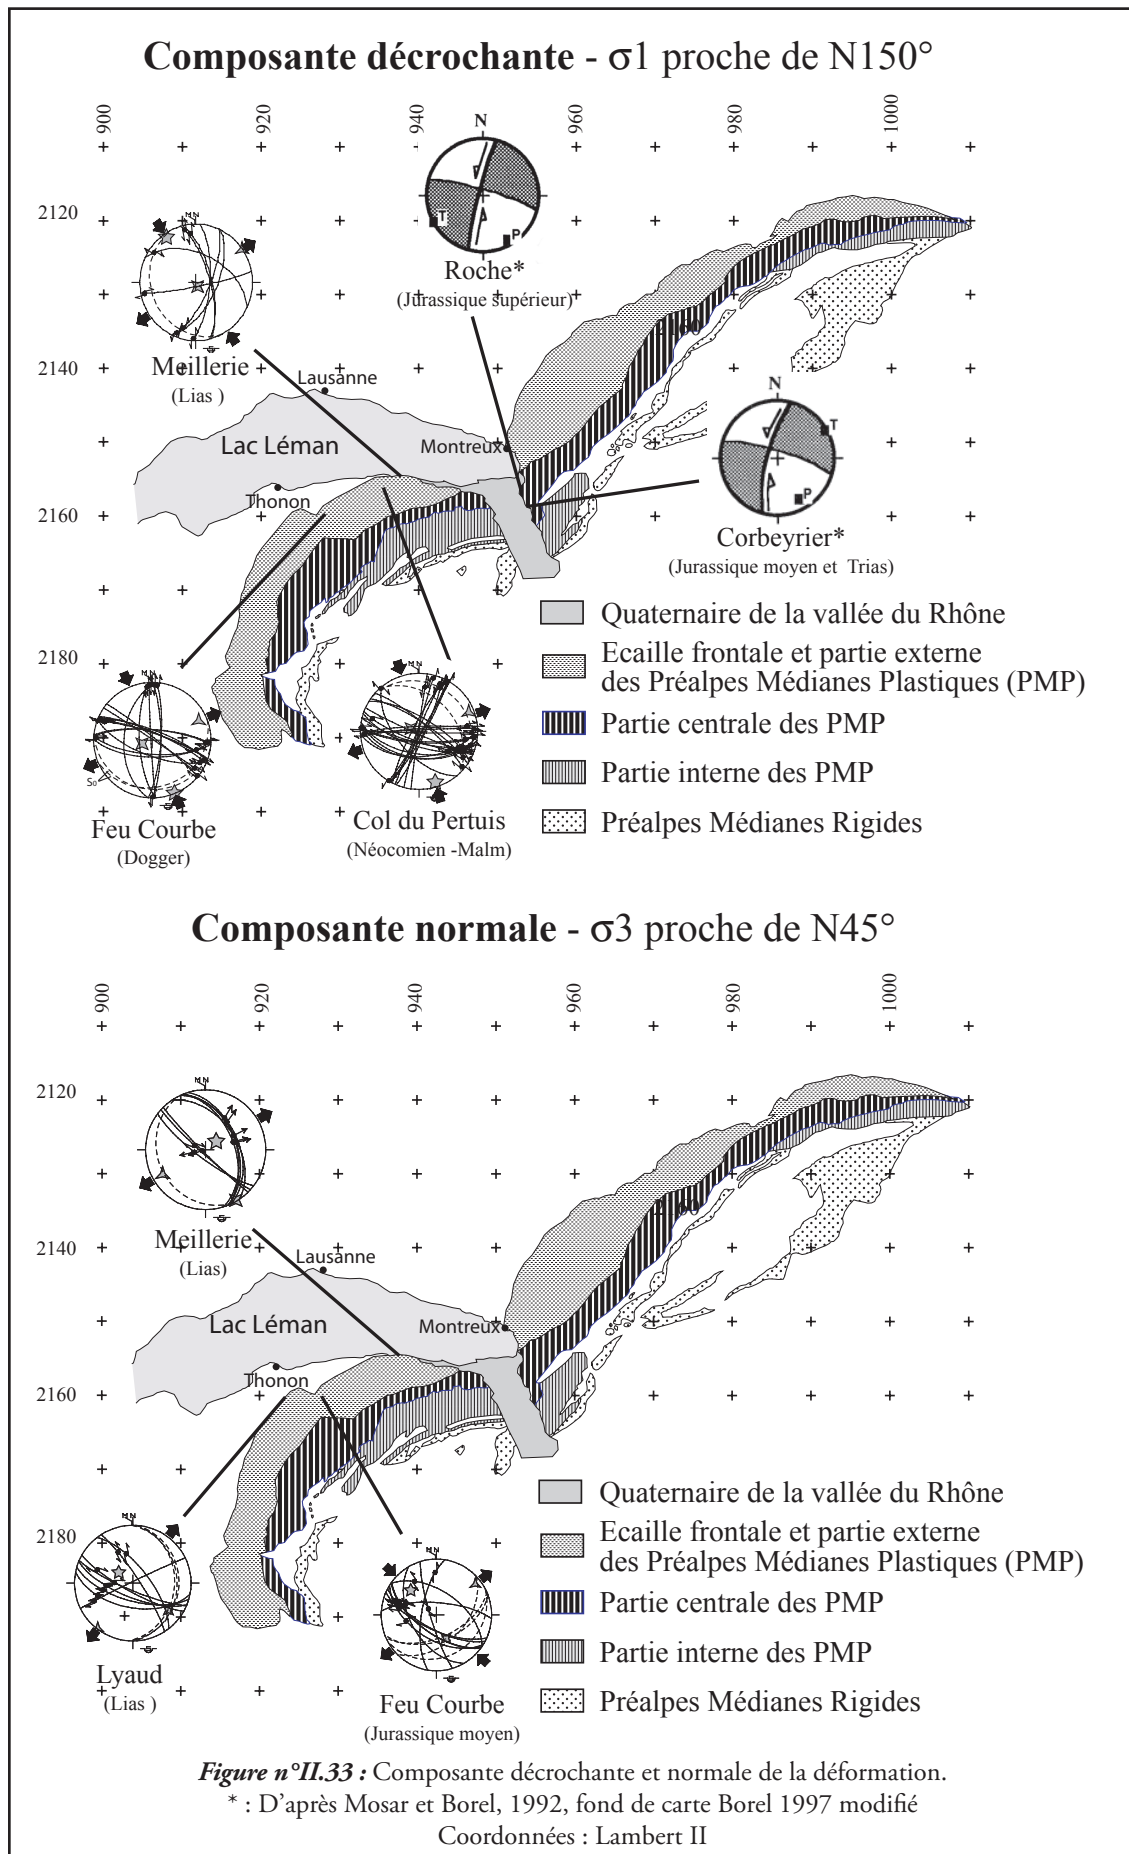 Composante décrochante - σ1 proche de N150°
900
920
940
960
980
1000
2120
2140
2160
2180
N
T
P
Roche*
(Jurassique supérieur)
M N
Meillerie
(Lias )
2160
Lausanne
Lac Léman
Montreux
Thonon
N
T
P
Corbeyrier*
(Jurassique moyen et Trias)
M N
S0
Feu Courbe
(Dogger)
M N
Col du Pertuis
(Néocomien -Malm)
Quaternaire de la vallée du Rhône
Ecaille frontale et partie externe
des Préalpes Médianes Plastiques (PMP)
Partie centrale des PMP
Partie interne des PMP
Préalpes Médianes Rigides
Composante normale - σ3 proche de N45°
900
920
940
960
980
1000
2120
2140
2160
2180
M N
Meillerie
(Lias)
Lausanne
Lac Léman
Montreux
Thonon
M N
Lyaud
(Lias )
M N
Feu Courbe
(Jurassique moyen)
Quaternaire de la vallée du Rhône
Ecaille frontale et partie externe
des Préalpes Médianes Plastiques (PMP)
Partie centrale des PMP
Partie interne des PMP
Préalpes Médianes Rigides
Figure n°II.33 : Composante décrochante et normale de la déformation.
* : D'après Mosar et Borel, 1992, fond de carte Borel 1997 modifié
Coordonnées : Lambert II